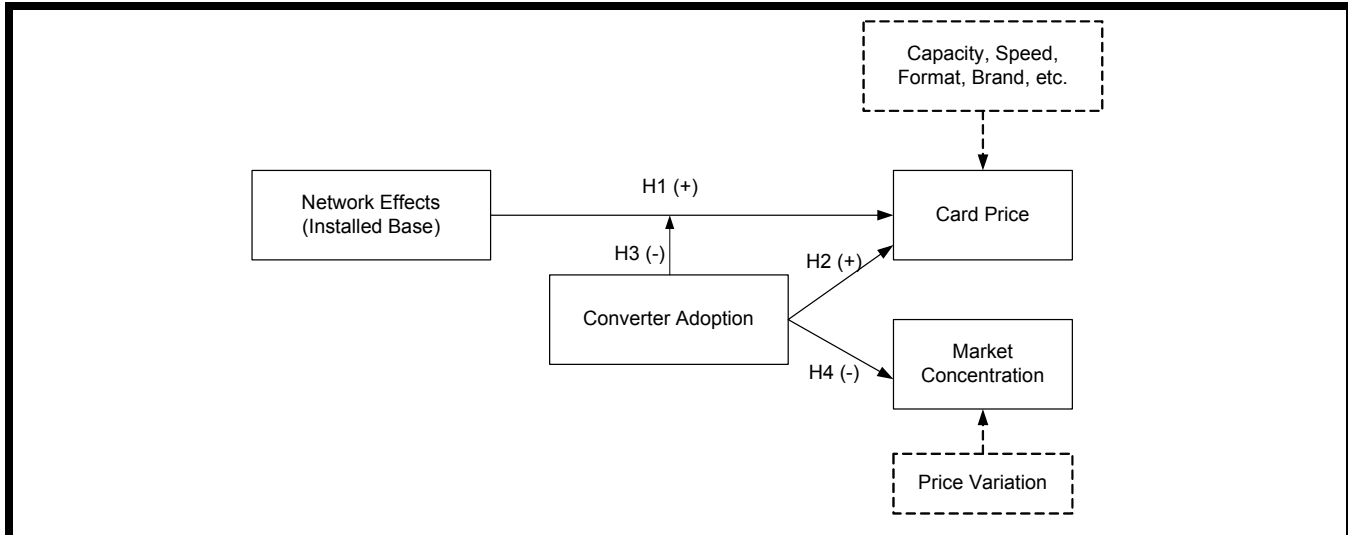 Capacity, Speed,
Format, Brand, etc.
H1 (+)
Network Effects
(Installed Base)
Card Price
H3 (-)
H2 (+)
Converter Adoption
Market
Concentration
H4 (-)
Price Variation